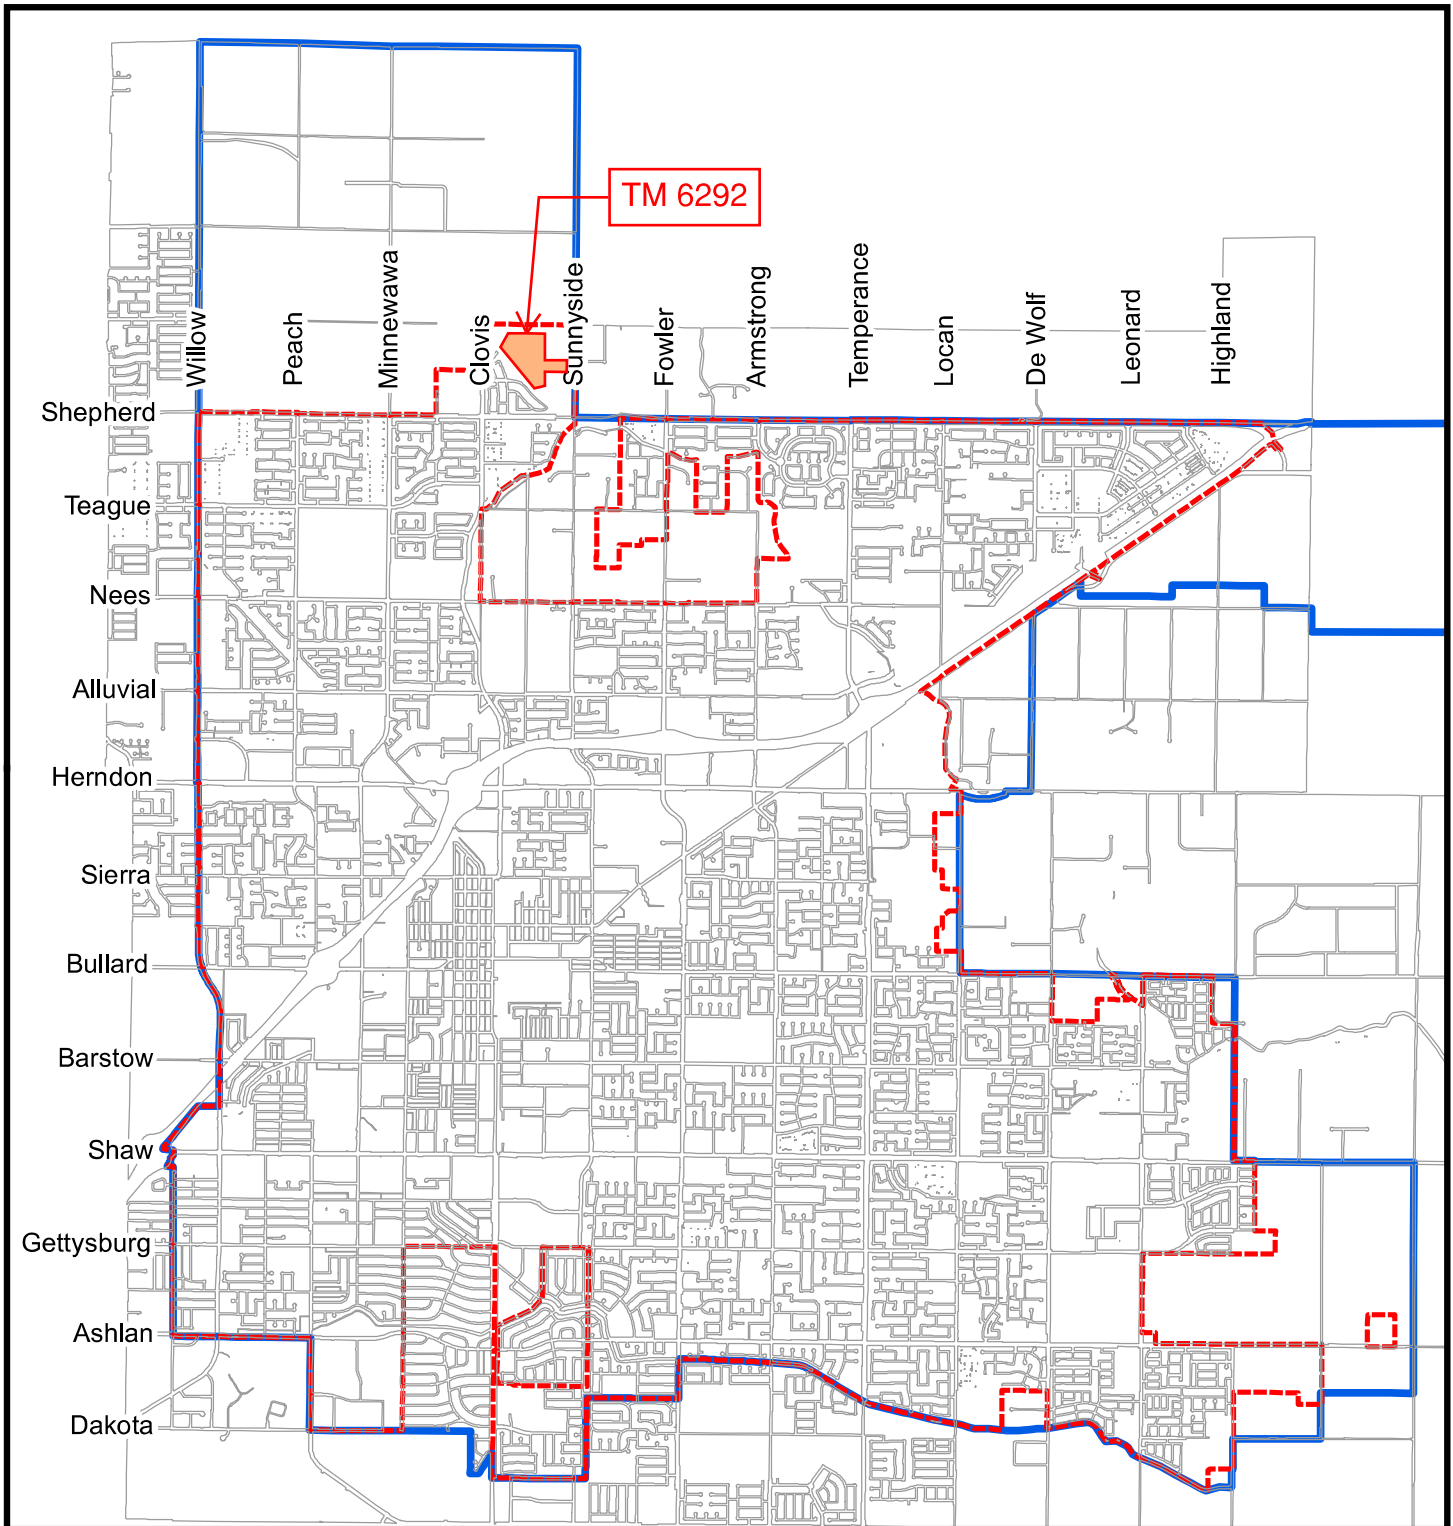 TM 6292
Willow
Peach
Minnewawa
Clovis
Sunnyside
Fowler
Armstrong
Temperance
Locan
De Wolf
Leonard
Highland
Shepherd
Teague
Nees
Alluvial
Herndon
Sierra
Bullard
Barstow
Shaw
Gettysburg
Ashlan
Dakota